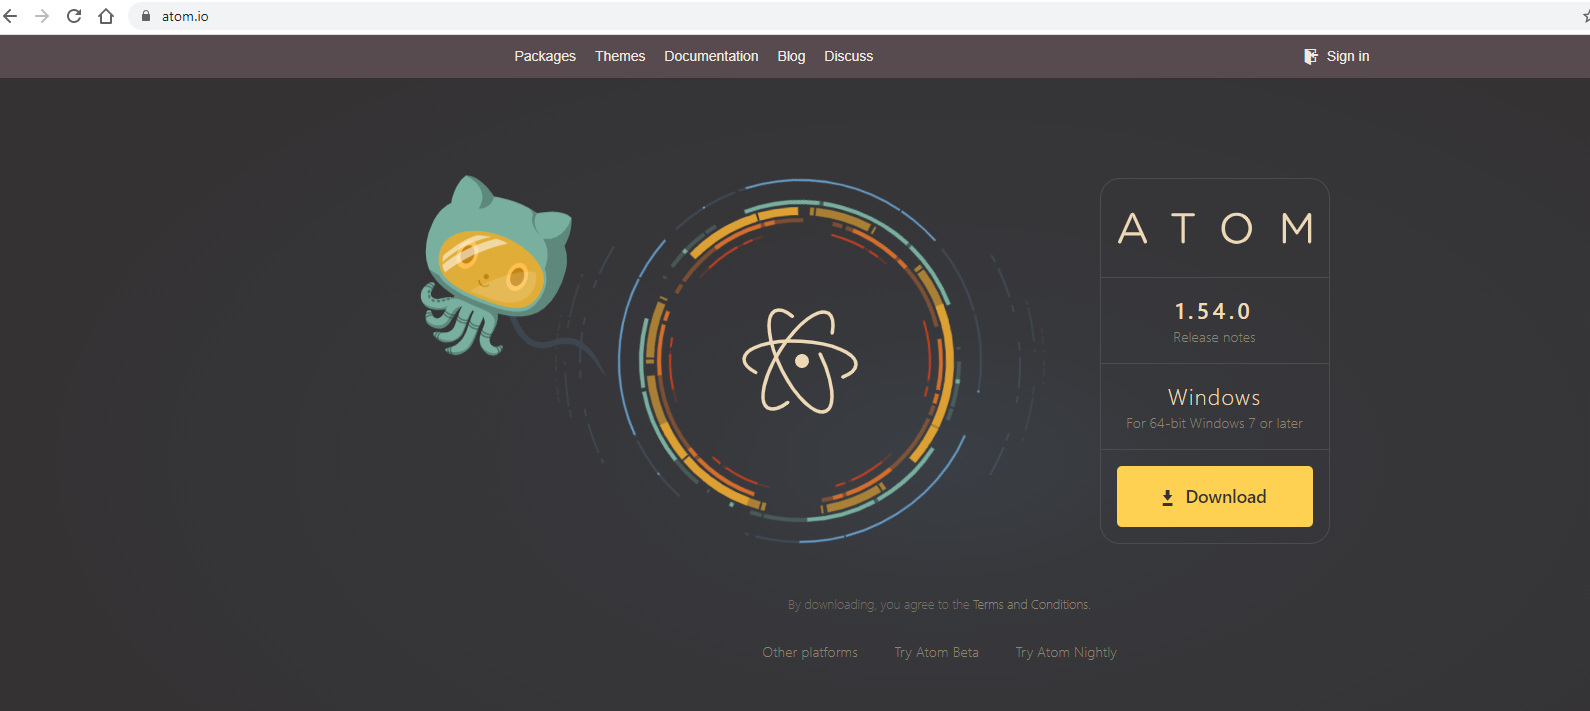 atom.io
Packages Themes Documentation Blog Discuss Sign in
ATOM
1.54.0
Release notes
Windows
For 64-bit Windows 7 or later
Download
By downloading, you agree to the Terms and Conditions.
Other platforms Try Atom Beta Try Atom Nightly